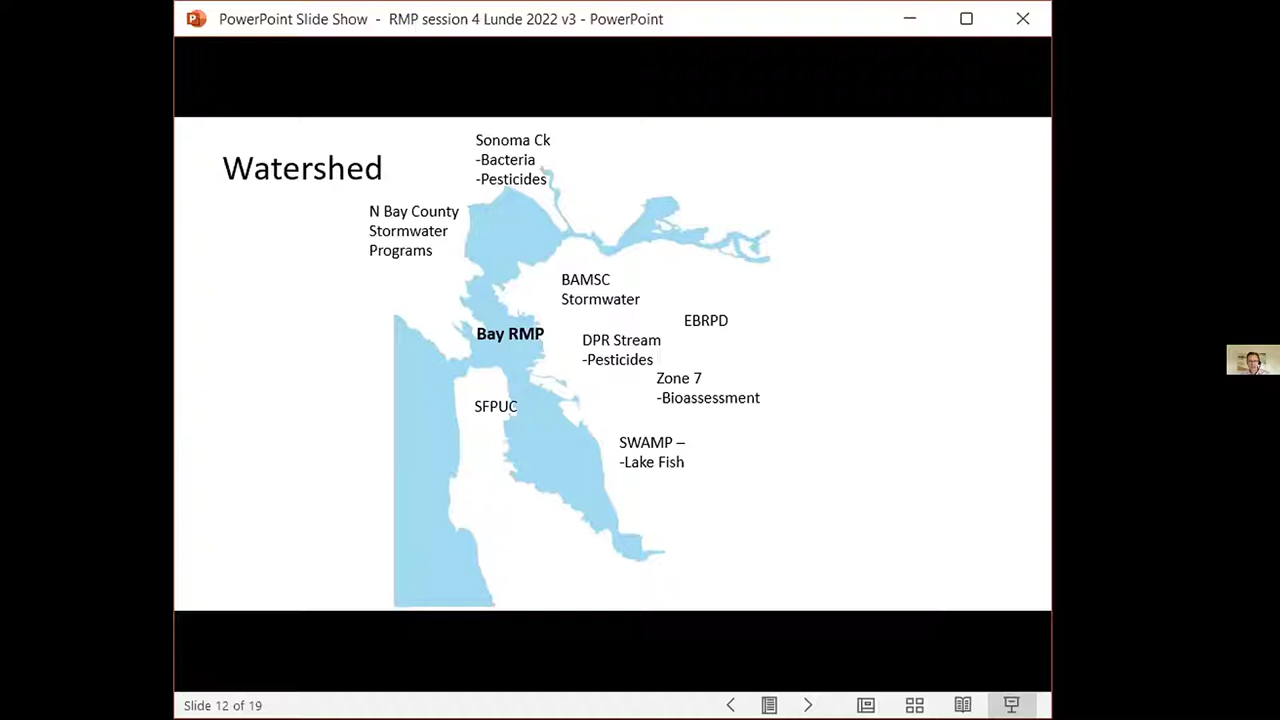 PowerPoint Slide Show - RMP session 4 Lunde 2022 v3 - PowerPoint
Watershed
Sonoma Ck
-Bacteria
-Pesticides
N Bay County
Stormwater
Programs
BAMSC
Stormwater
EBRPD
Bay RMP
DPR Stream
-Pesticides
Zone 7
-Bioassessment
SFPUC
SWAMP –
-Lake Fish
Slide 12 of 19